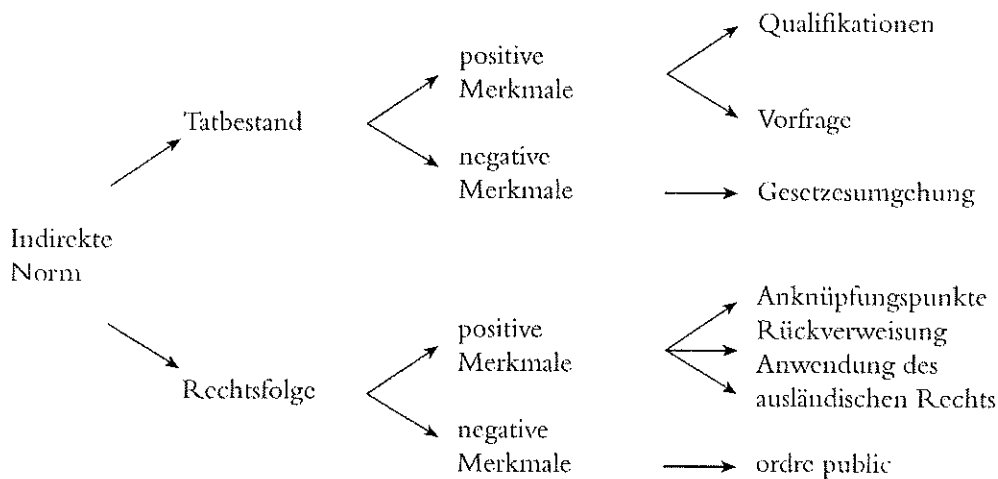 Qualifikationen
positive
Merkmale
Tatbestand
Vorfrage
negative
Merkmale
Gesetzesumgehung
Indirekte
Norm
Anknüpfungspunkte
positive
Merkmale
Rückverweisung
Anwendung des
ausländischen Rechts
Rechtsfolge
negative
Merkmale
ordre public